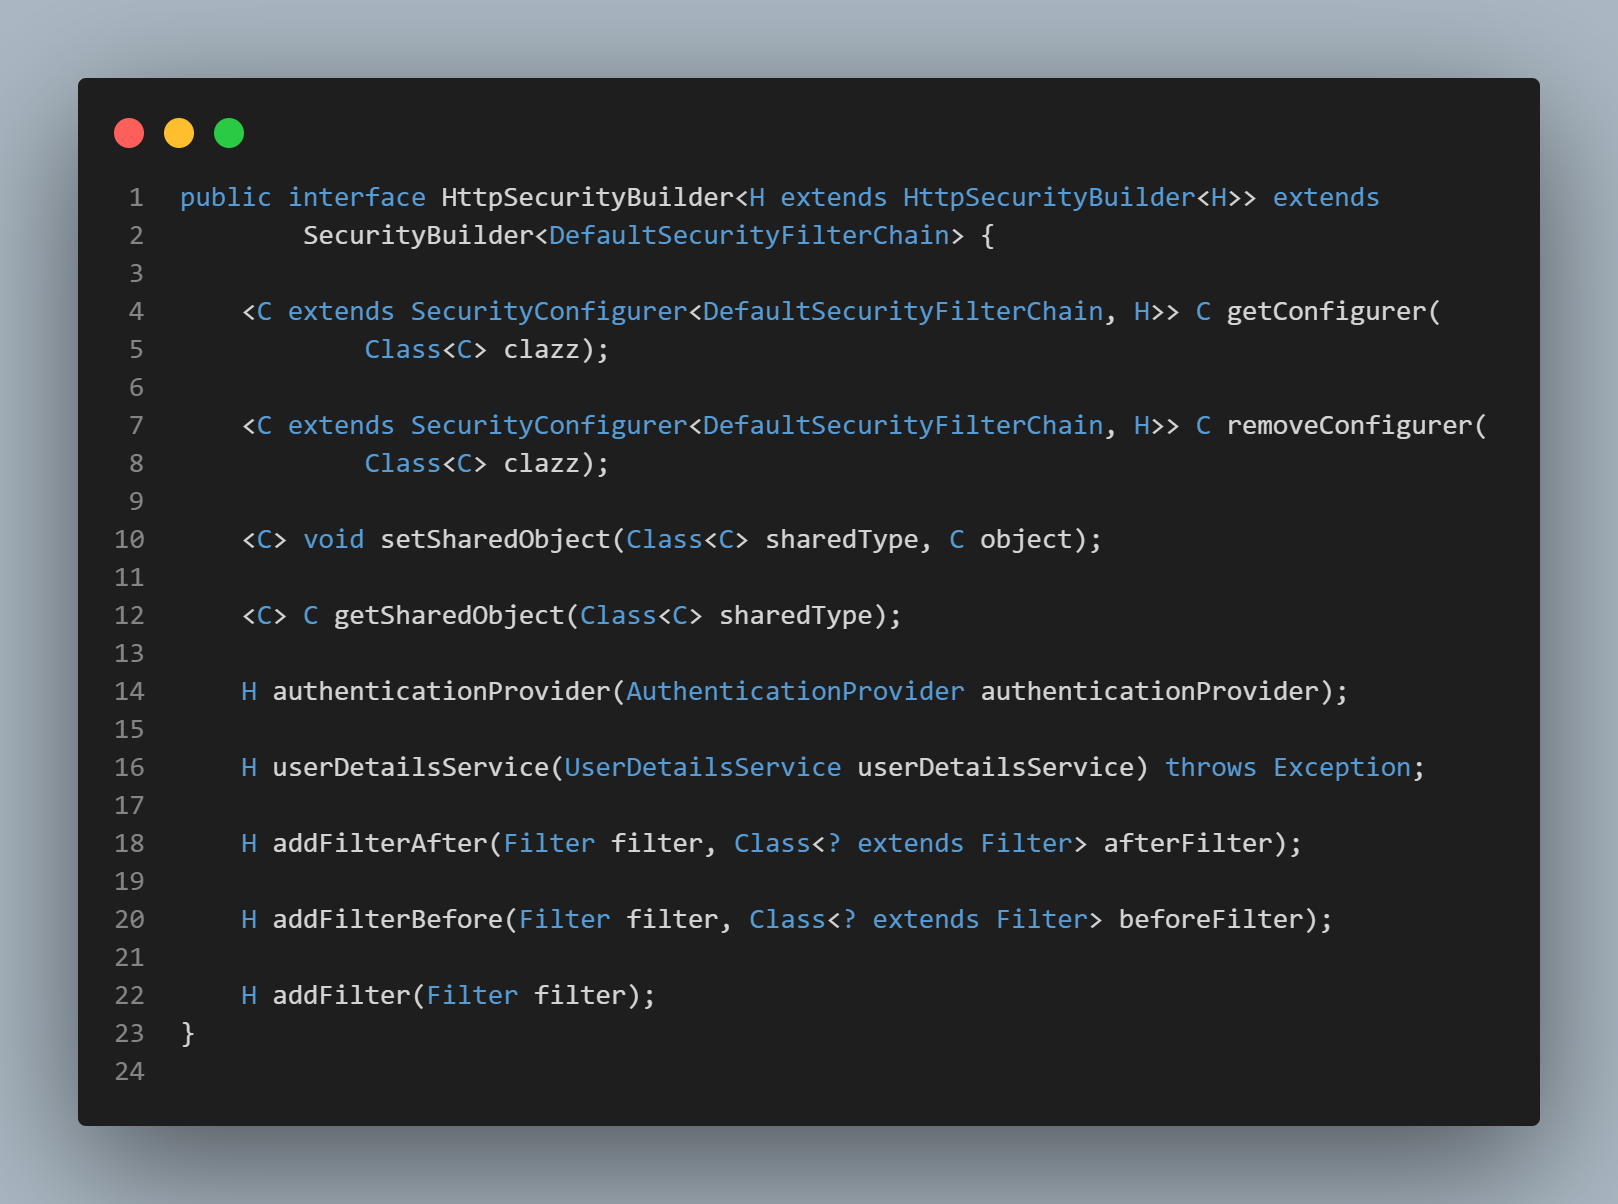 1 public interface HttpSecurityBuilder<H extends HttpSecurityBuilder<H>> extends
2         SecurityBuilder<DefaultSecurityFilterChain> {
3
4     <C extends SecurityConfigurer<DefaultSecurityFilterChain, H>> C getConfigurer(
5             Class<C> clazz);
6
7     <C extends SecurityConfigurer<DefaultSecurityFilterChain, H>> C removeConfigurer(
8             Class<C> clazz);
9
10     <C> void setSharedObject(Class<C> sharedType, C object);
11
12     <C> C getSharedObject(Class<C> sharedType);
13
14     H authenticationProvider(AuthenticationProvider authenticationProvider);
15
16     H userDetailsService(UserDetailsService userDetailsService) throws Exception;
17
18     H addFilterAfter(Filter filter, Class<? extends Filter> afterFilter);
19
20     H addFilterBefore(Filter filter, Class<? extends Filter> beforeFilter);
21
22     H addFilter(Filter filter);
23 }
24